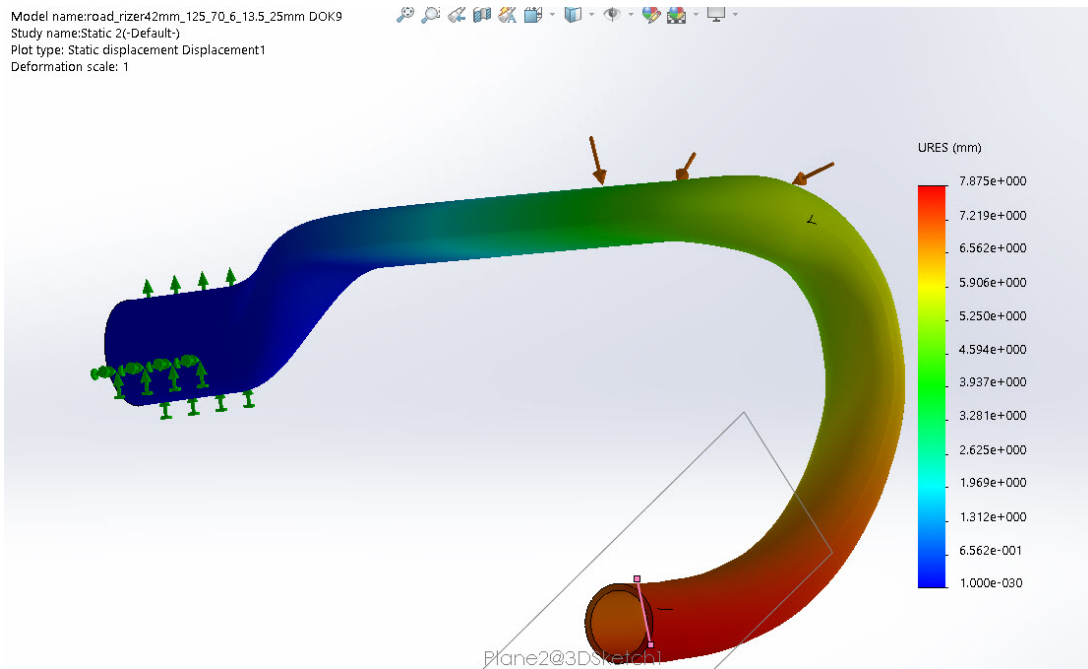 Model name:road_rizer42mm_125_70_6_13.5_25mm DOK9
Study name:Static 2(-Default-)
Plot type: Static displacement Displacement1
Deformation scale: 1
URES (mm)
7.875e+000
7.219e+000
6.562e+000
5.906e+000
5.250e+000
4.594e+000
3.937e+000
3.281e+000
2.625e+000
1.969e+000
1.312e+000
6.562e-001
1.000e-030
Plane2@3DSketch1